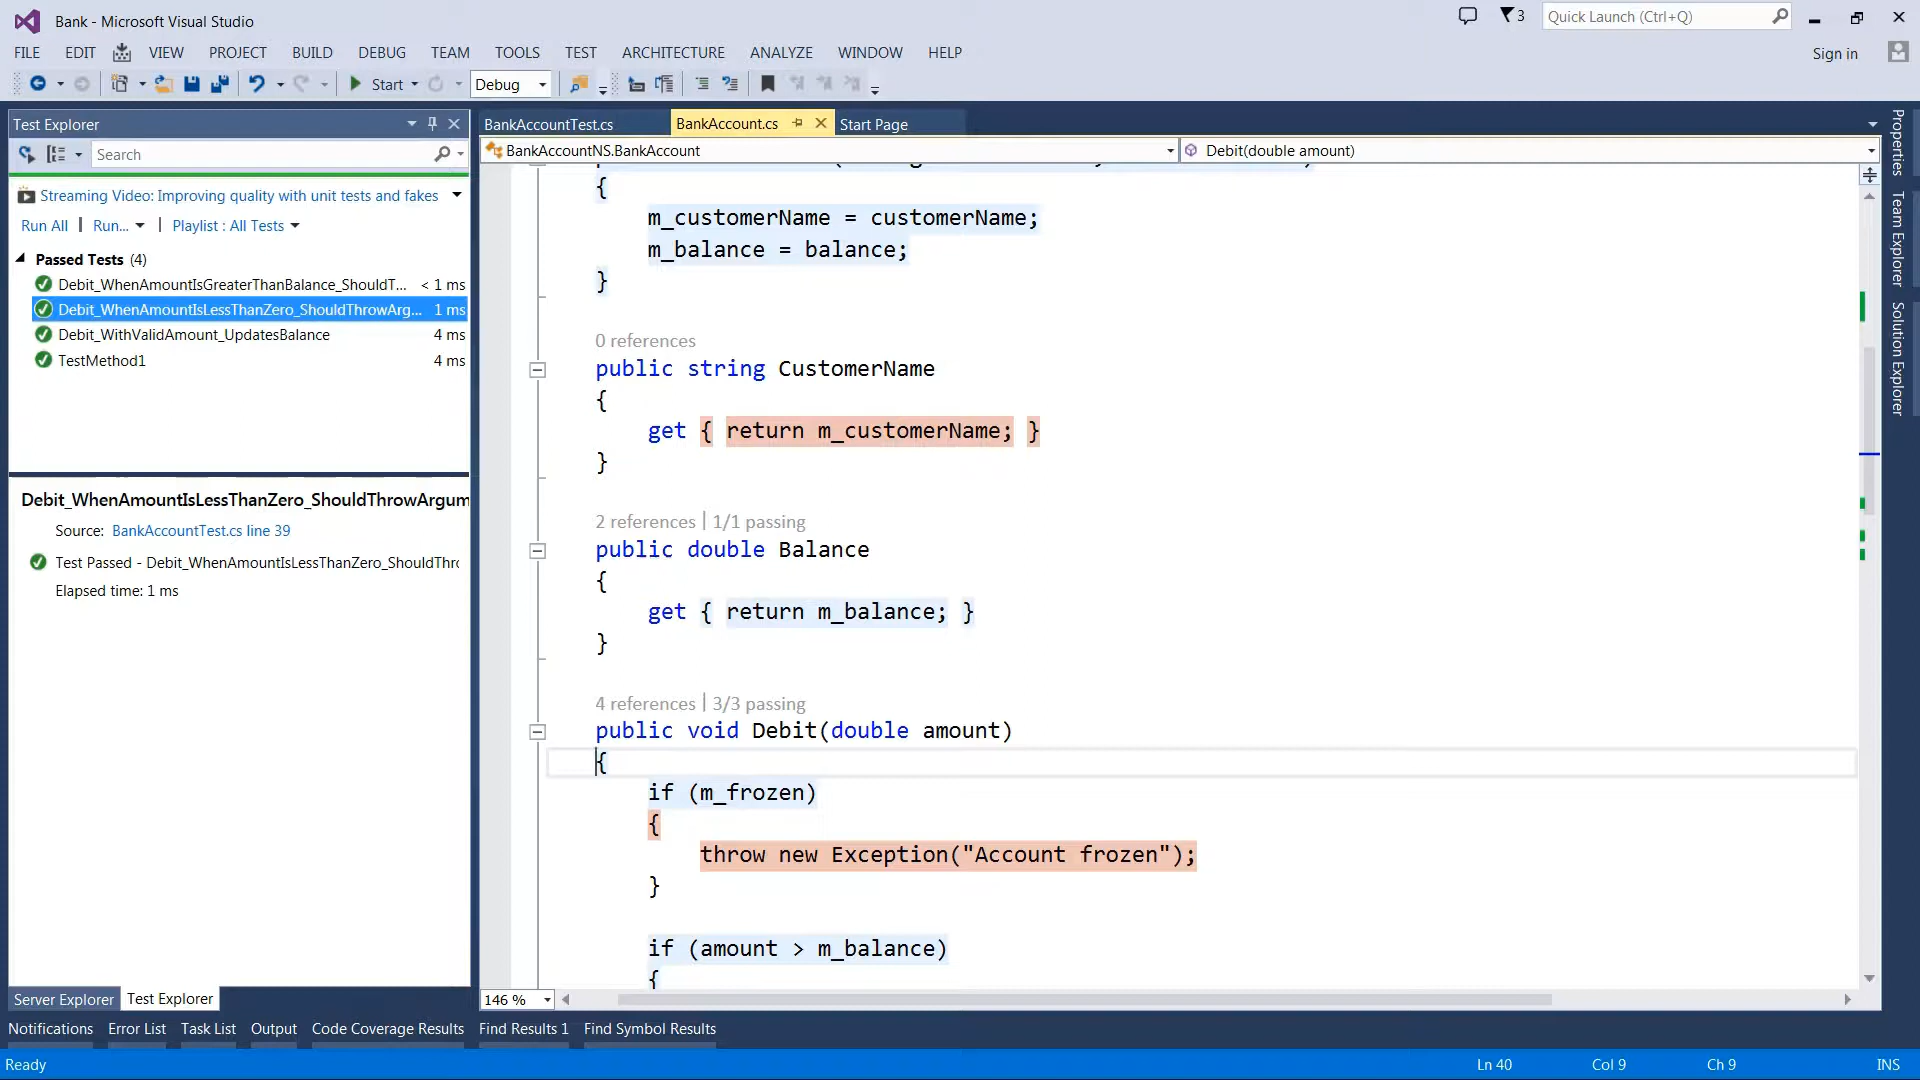 Bank - Microsoft Visual Studio
3
Quick Launch (Ctrl+Q)
FILE EDIT VIEW PROJECT BUILD DEBUG TEAM TOOLS TEST ARCHITECTURE ANALYZE WINDOW HELP
Sign in
Start
Debug
Test Explorer
Search
Streaming Video: Improving quality with unit tests and fakes
Run All | Run... | Playlist : All Tests
Passed Tests (4)
Debit_WhenAmountIsGreaterThanBalance_ShouldT... < 1 ms
Debit_WhenAmountIsLessThanZero_ShouldThrowArg... 1 ms
Debit_WithValidAmount_UpdatesBalance 4 ms
TestMethod1 4 ms
Debit_WhenAmountIsLessThanZero_ShouldThrowArgum
Source: BankAccountTest.cs line 39
Test Passed - Debit_WhenAmountIsLessThanZero_ShouldThr
Elapsed time: 1 ms
Server Explorer Test Explorer
BankAccountTest.cs BankAccount.cs Start Page
BankAccountNS.BankAccount Debit(double amount)
{
m_customerName = customerName;
m_balance = balance;
}
0 references
public string CustomerName
{
get { return m_customerName; }
}
2 references | 1/1 passing
public double Balance
{
get { return m_balance; }
}
4 references | 3/3 passing
public void Debit(double amount)
{
if (m_frozen)
{
throw new Exception("Account frozen");
}
if (amount > m_balance)
{
146 %
Properties
Team Explorer
Solution Explorer
Notifications Error List Task List Output Code Coverage Results Find Results 1 Find Symbol Results
Ready Ln 40 Col 9 Ch 9 INS